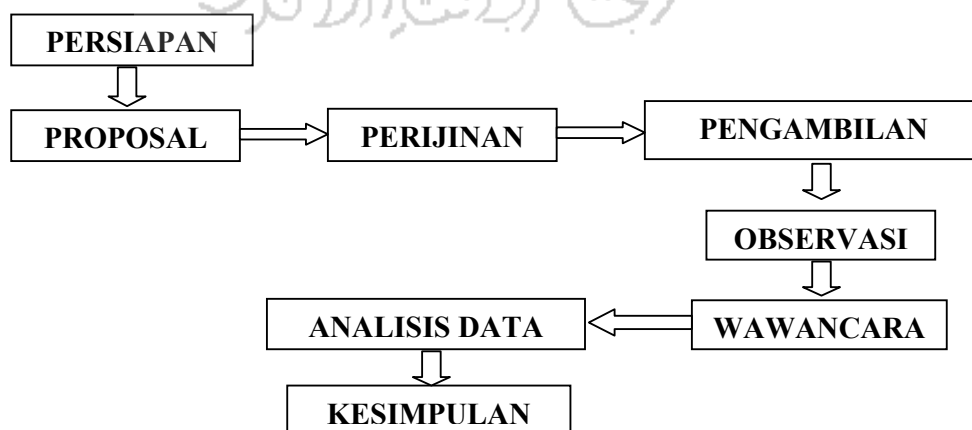 PERSIAPAN
PROPOSAL
PERIJINAN
PENGAMBILAN
OBSERVASI
WAWANCARA
ANALISIS DATA
KESIMPULAN